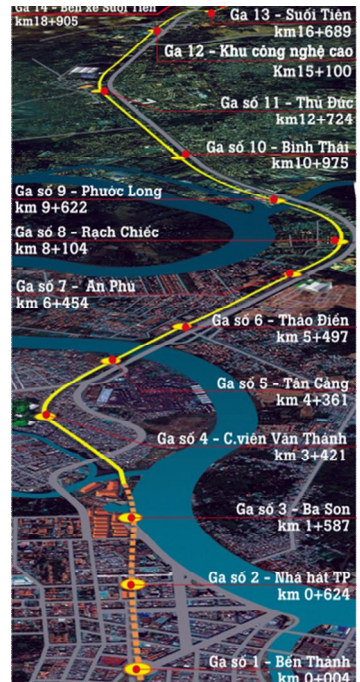 Ga 14 - Bến xe Suối Tiên
km18+905
Ga 13 - Suối Tiên
km16+689
Ga 12 - Khu công nghệ cao
Km15+100
Ga số 11 - Thủ Đức
km12+724
Ga số 10 - Bình Thái
km10+975
Ga số 9 - Phước Long
km 9+622
Ga số 8 - Rạch Chiếc
km 8+104
Ga số 7 - An Phú
km 6+454
Ga số 6 - Thảo Điền
km 5+497
Ga số 5 - Tân Cảng
km 4+361
Ga số 4 - C.viên Văn Thánh
km 3+421
Ga số 3 - Ba Son
km 1+587
Ga số 2 - Nhà hát TP
km 0+624
Ga số 1 - Bến Thành
km 0+004